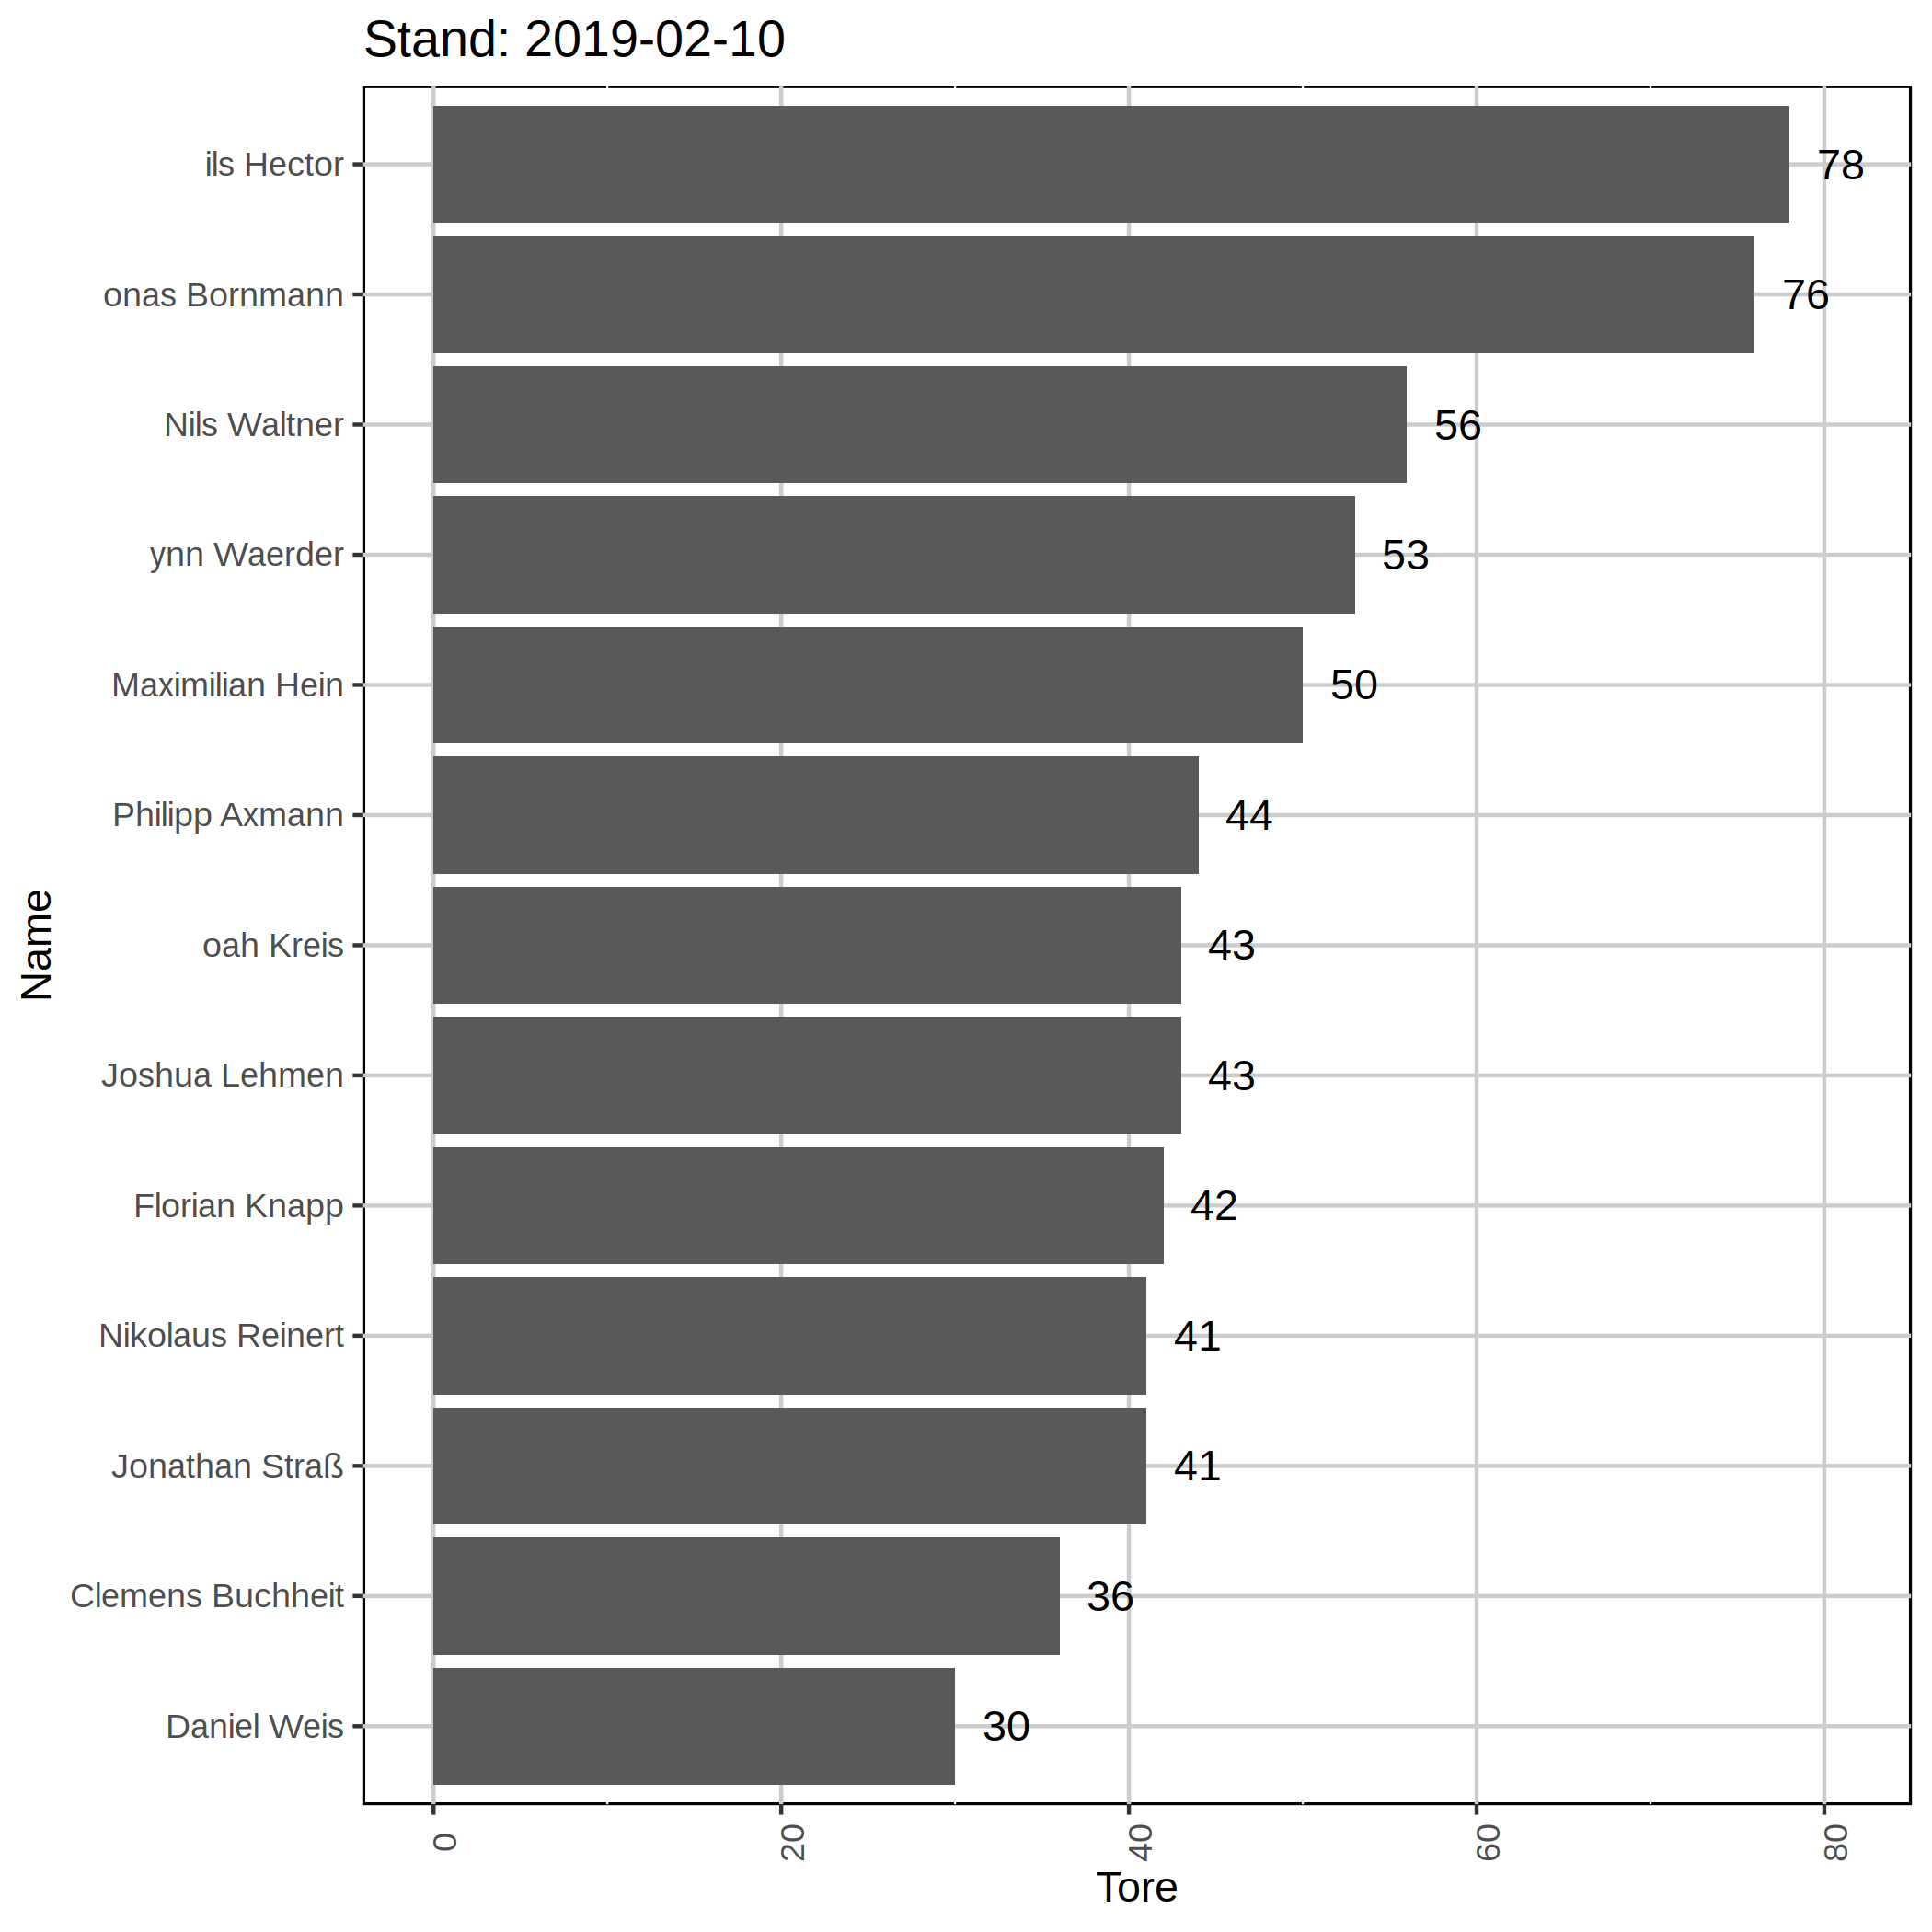 Stand: 2019-02-10
ils Hector 78
onas Bornmann 76
Nils Waltner 56
ynn Waerder 53
Maximilian Hein 50
Philipp Axmann 44
oah Kreis 43
Joshua Lehmen 43
Florian Knapp 42
Nikolaus Reinert 41
Jonathan Straß 41
Clemens Buchheit 36
Daniel Weis 30
Name
0 20 40 60 80
Tore